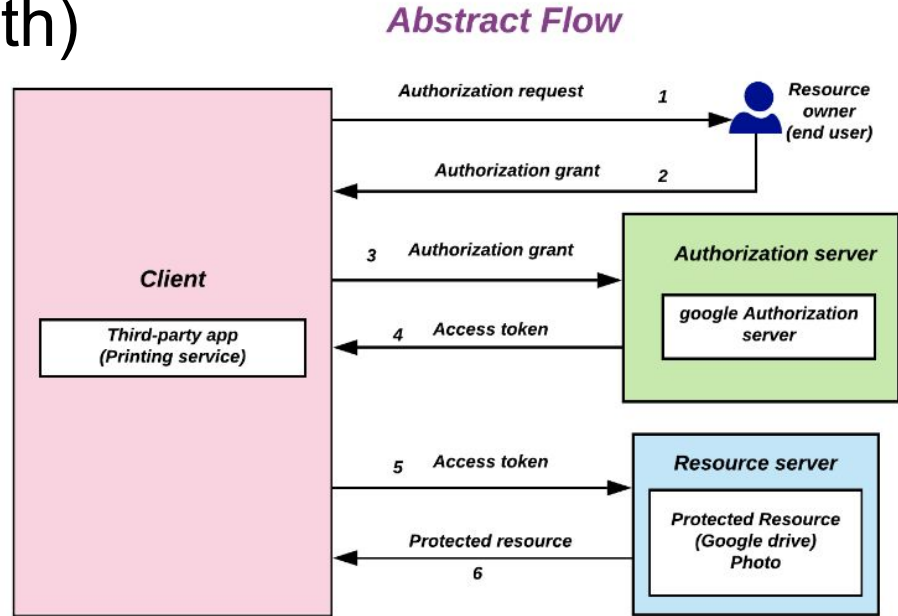 th)
Abstract Flow
Authorization request 1
Resource
owner
(end user)
Authorization grant 2
3 Authorization grant
Authorization server
google Authorization
server
Client
Third-party app
(Printing service)
4 Access token
5 Access token
Resource server
Protected Resource
(Google drive)
Photo
Protected resource
6